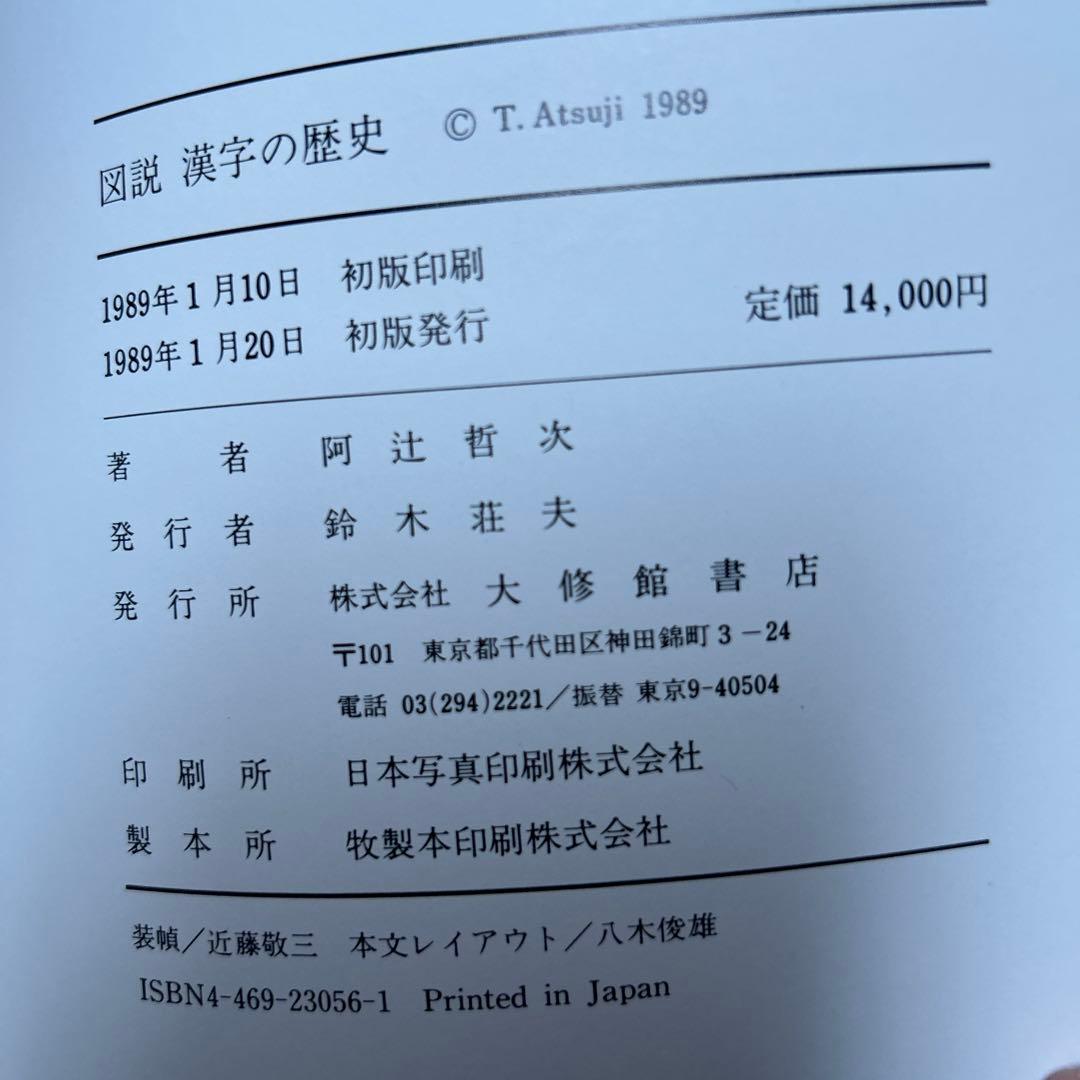 図説 漢字の歴史 © T. Atsuji 1989
1989年1月10日 初版印刷
1989年1月20日 初版発行 定価 14,000円
著者 阿辻哲次
発行者 鈴木荘夫
発行所 株式会社 大修館書店
〒101 東京都千代田区神田錦町3-24
電話 03(294)2221/振替 東京9-40504
印刷所 日本写真印刷株式会社
製本所 牧製本印刷株式会社
装幀/近藤敬三 本文レイアウト/八木俊雄
ISBN4-469-23056-1 Printed in Japan